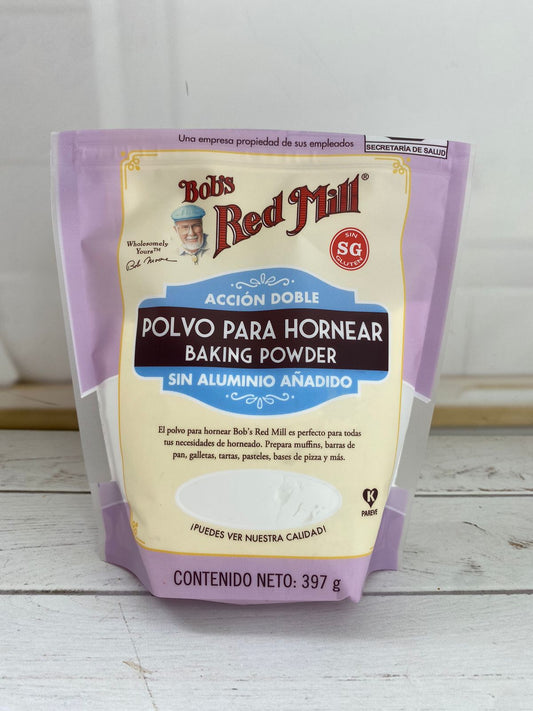 Una empresa propiedad de sus empleados
SECRETARÍA DE SALUD
Bob's
Red Mill®
Wholesomely
Yours™
Bob Moore
SIN
SG
GLUTEN
ACCIÓN DOBLE
POLVO PARA HORNEAR
BAKING POWDER
SIN ALUMINIO AÑADIDO
El polvo para hornear Bob's Red Mill es perfecto para todas
tus necesidades de horneado. Prepara muffins, barras de
pan, galletas, tartas, pasteles, bases de pizza y más.
K
PAREVE
¡PUEDES VER NUESTRA CALIDAD!
CONTENIDO NETO: 397 g